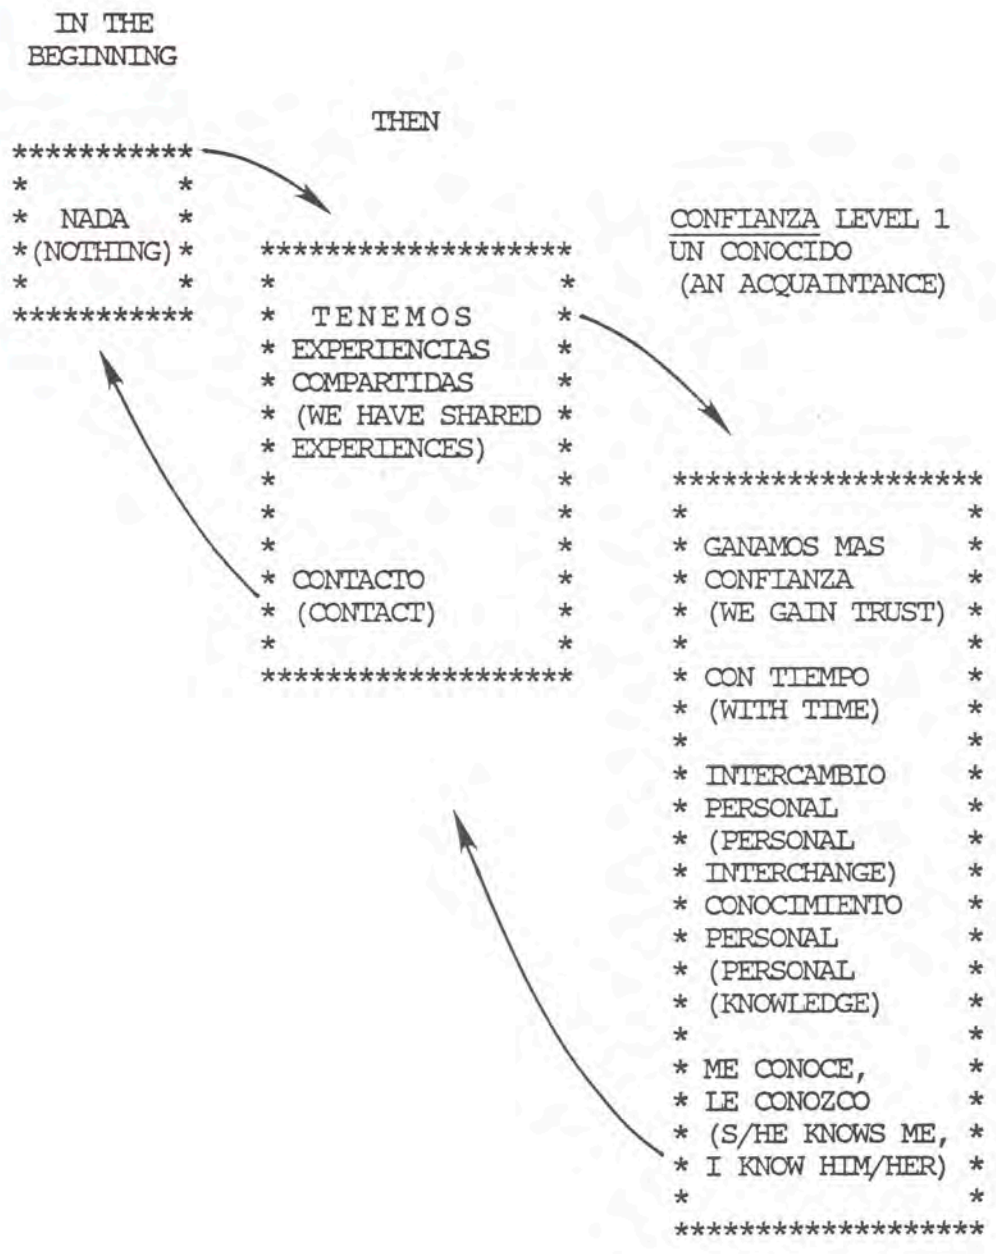 IN THE
BEGINNING
THEN
***********
* *
* NADA *
*(NOTHING)*
* *
***********
CONFIANZA LEVEL 1
UN CONOCIDO
(AN ACQUAINTANCE)
*******************
* *
* TENEMOS *
* EXPERIENCIAS *
* COMPARTIDAS *
* (WE HAVE SHARED *
* EXPERIENCES) *
* *
* *
* *
* CONTACTO *
* (CONTACT) *
* *
*******************
*******************
* *
* GANAMOS MAS *
* CONFIANZA *
* (WE GAIN TRUST) *
* *
* CON TIEMPO *
* (WITH TIME) *
* *
* INTERCAMBIO *
* PERSONAL *
* (PERSONAL *
* INTERCHANGE) *
* CONOCIMIENTO *
* PERSONAL *
* (PERSONAL *
* (KNOWLEDGE) *
* *
* ME CONOCE, *
* LE CONOZCO *
* (S/HE KNOWS ME, *
* I KNOW HIM/HER) *
* *
*******************